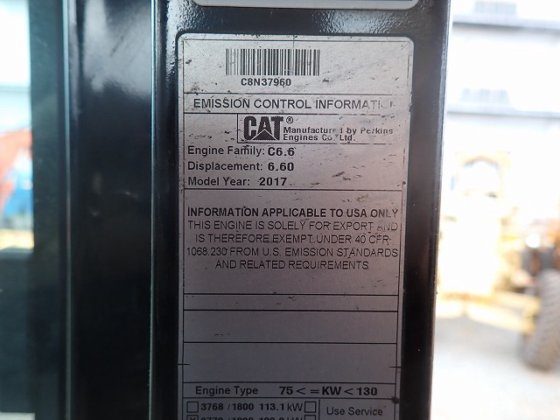 C8N37960
EMISSION CONTROL INFORMATI
CAT® Manufactured by Perkins
Engines Co. Ltd.
Engine Family: C6.6
Displacement: 6.60
Model Year: 2017
INFORMATION APPLICABLE TO USA ONLY
THIS ENGINE IS SOLELY FOR EXPORT AND
IS THEREFORE EXEMPT UNDER 40 CFR
1068.230 FROM U.S. EMISSION STANDARDS
AND RELATED REQUIREMENTS
Engine Type 75<=KW<130
3768/1800 113.1kW
Use Service